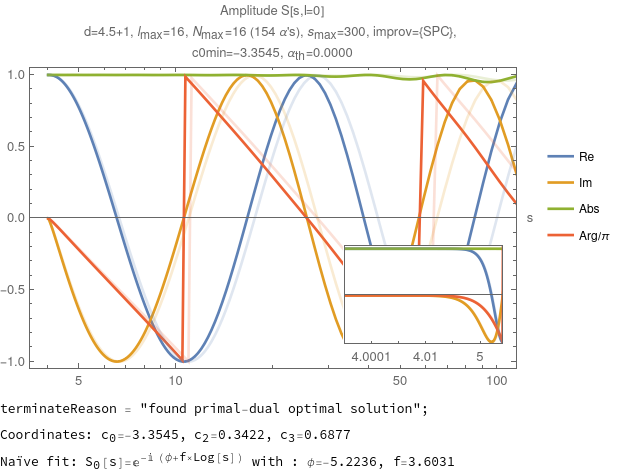 Amplitude S[s,l=0]
d=4.5+1, lmax=16, Nmax=16 (154 α's), smax=300, improv={SPC},
c0min=-3.3545, αth=0.0000
1.0
0.5
0.0
-0.5
-1.0
5
10
50
100
s
4.0001
4.01
5
Re
Im
Abs
Arg/π
terminateReason = "found primal-dual optimal solution";
Coordinates: c0=-3.3545, c2=0.3422, c3=0.6877
Naïve fit: S0[s]=e^-i (ϕ+f×Log[s]) with : ϕ=-5.2236, f=3.6031